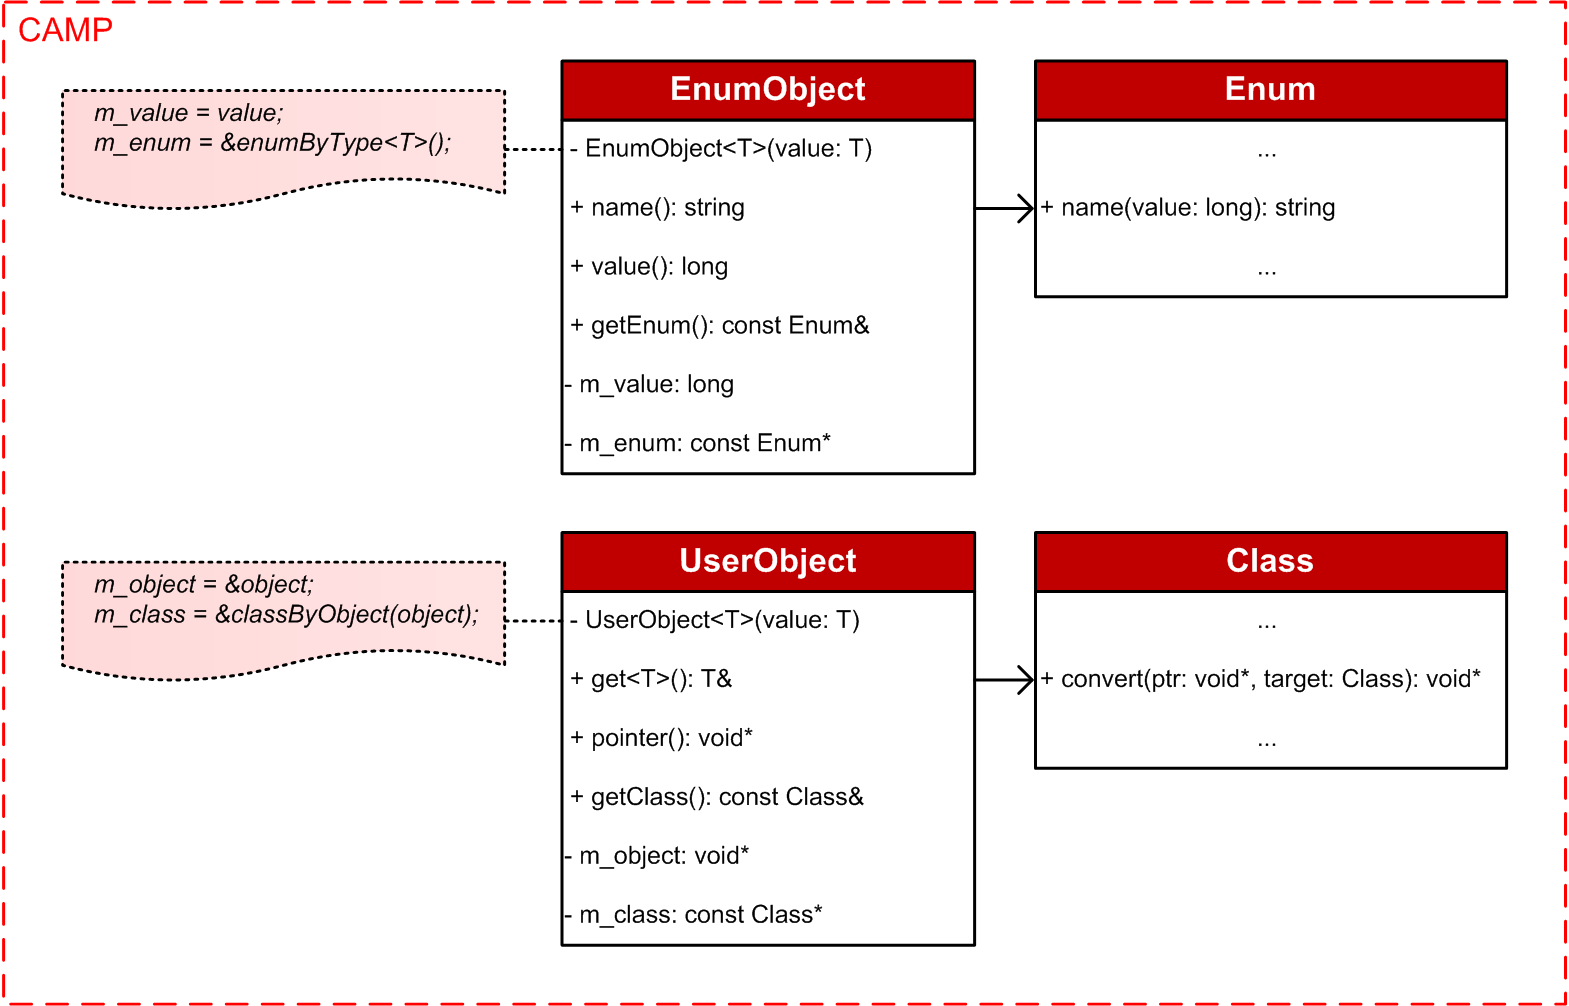 CAMP
m_value = value;
m_enum = &enumByType<T>();
EnumObject
- EnumObject<T>(value: T)
+ name(): string
+ value(): long
+ getEnum(): const Enum&
- m_value: long
- m_enum: const Enum*
Enum
...
+ name(value: long): string
...
m_object = &object;
m_class = &classByObject(object);
UserObject
- UserObject<T>(value: T)
+ get<T>(): T&
+ pointer(): void*
+ getClass(): const Class&
- m_object: void*
- m_class: const Class*
Class
...
+ convert(ptr: void*, target: Class): void*
...